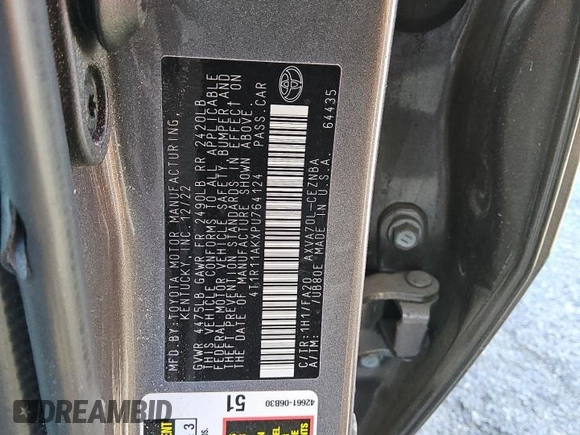 MFD. BY: TOYOTA MOTOR MANUFACTURING,
KENTUCKY, INC. 12/22
GVWR 4475LB GAWR FR 2490LB RR 2420LB
THIS VEHICLE CONFORMS TO ALL APPLICABLE
FEDERAL MOTOR VEHICLE SAFETY, BUMPER, AND
THEFT PREVENTION STANDARDS IN EFFECT ON
THE DATE OF MANUFACTURE SHOWN ABOVE.
4T1R11AKXPU764124 PASS. CAR
C/TR: 1H1/FA20 AXVA70L-CEZNBA
A/TM: /UB80E MADE IN U.S.A.
64435
51
42661-06B30
DREAMBID